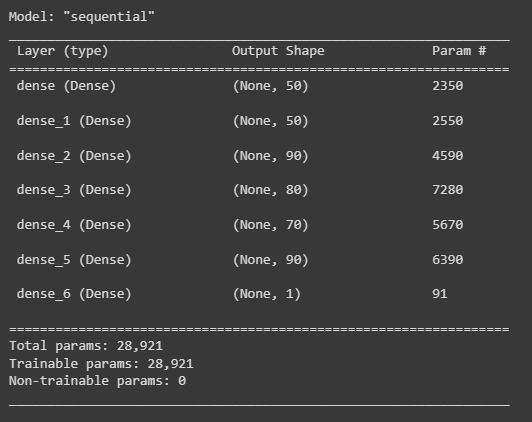 Model: "sequential"
_________________________________________________________________
Layer (type) Output Shape Param #
=================================================================
dense (Dense) (None, 50) 2350
dense_1 (Dense) (None, 50) 2550
dense_2 (Dense) (None, 90) 4590
dense_3 (Dense) (None, 80) 7280
dense_4 (Dense) (None, 70) 5670
dense_5 (Dense) (None, 90) 6390
dense_6 (Dense) (None, 1) 91
=================================================================
Total params: 28,921
Trainable params: 28,921
Non-trainable params: 0
_________________________________________________________________